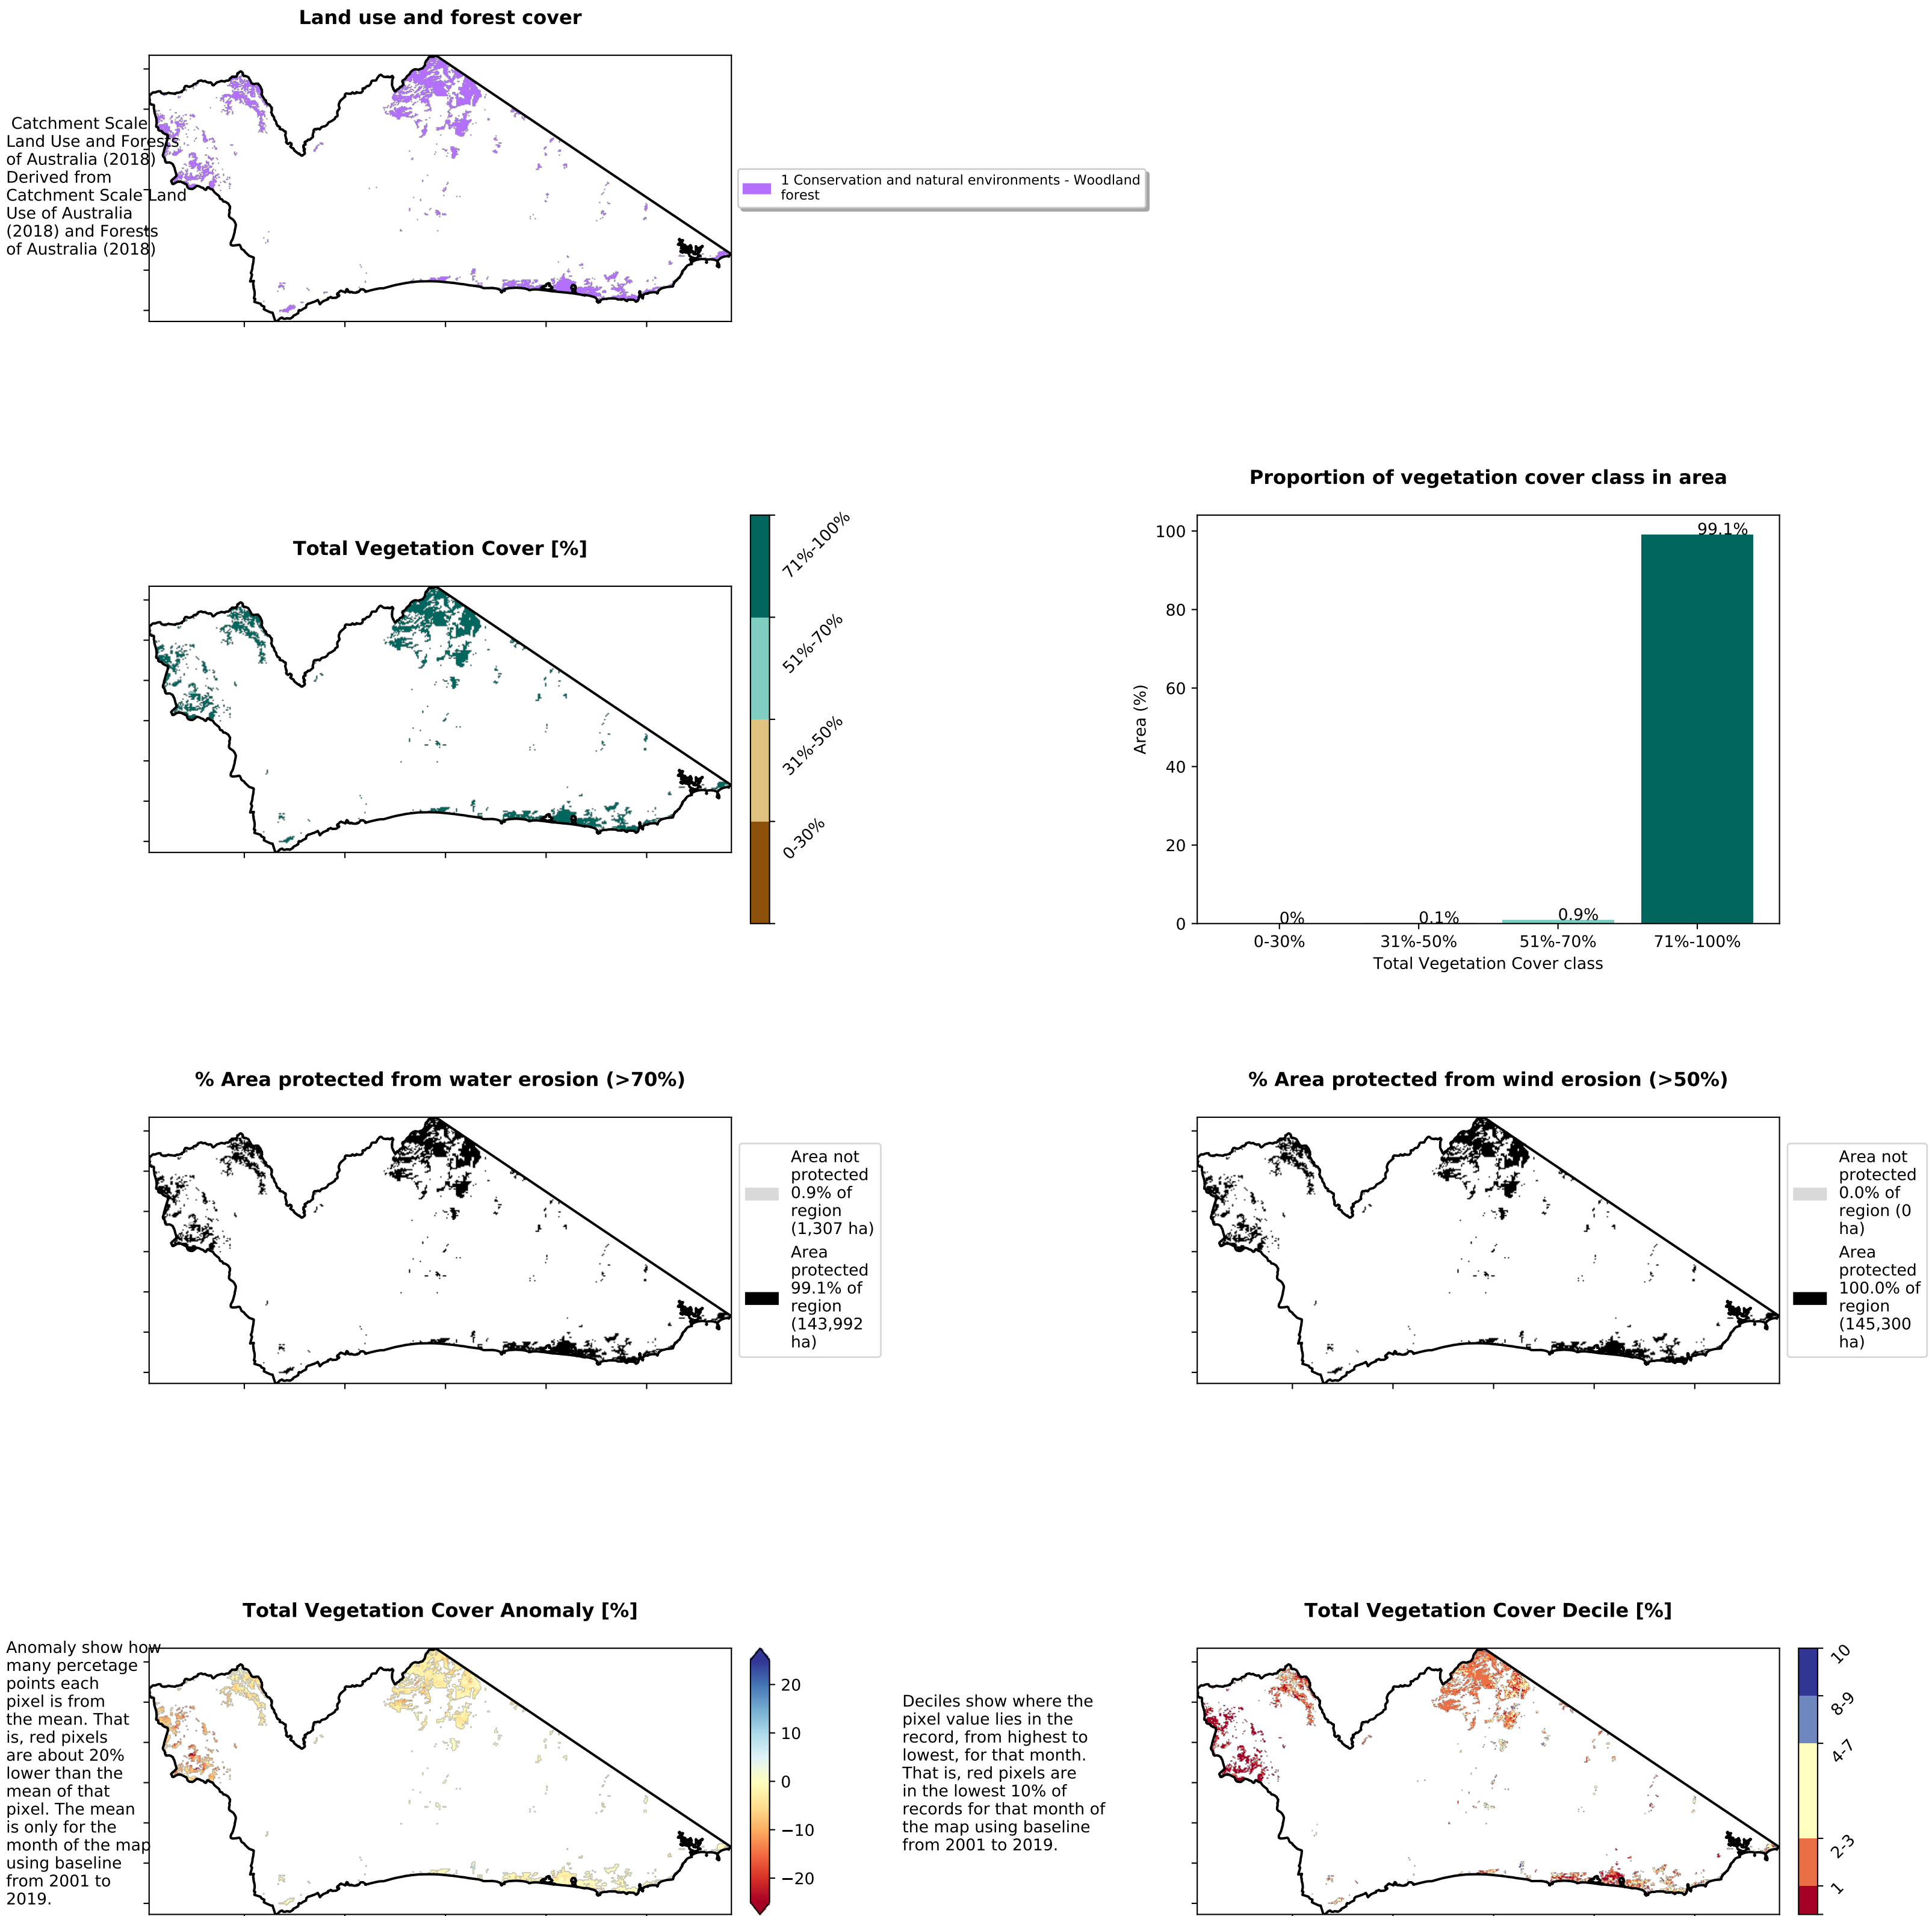 Land use and forest cover
Catchment Scale
Land Use and Forests
of Australia (2018)
Derived from
Catchment Scale Land
Use of Australia
(2018) and Forests
of Australia (2018)
1 Conservation and natural environments - Woodland
forest
Total Vegetation Cover [%]
71%-100%
51%-70%
31%-50%
0-30%
Proportion of vegetation cover class in area
100
80
60
40
20
0
Area (%)
0%
0.1%
0.9%
99.1%
0-30%
31%-50%
51%-70%
71%-100%
Total Vegetation Cover class
% Area protected from water erosion (>70%)
Area not
protected
0.9% of
region
(1,307 ha)
Area
protected
99.1% of
region
(143,992
ha)
% Area protected from wind erosion (>50%)
Area not
protected
0.0% of
region (0
ha)
Area
protected
100.0% of
region
(145,300
ha)
Total Vegetation Cover Anomaly [%]
Anomaly show how
many percetage
points each
pixel is from
the mean. That
is, red pixels
are about 20%
lower than the
mean of that
pixel. The mean
is only for the
month of the map
using baseline
from 2001 to
2019.
20
10
0
−10
−20
Total Vegetation Cover Decile [%]
Deciles show where the
pixel value lies in the
record, from highest to
lowest, for that month.
That is, red pixels are
in the lowest 10% of
records for that month of
the map using baseline
from 2001 to 2019.
10
8-9
4-7
2-3
1